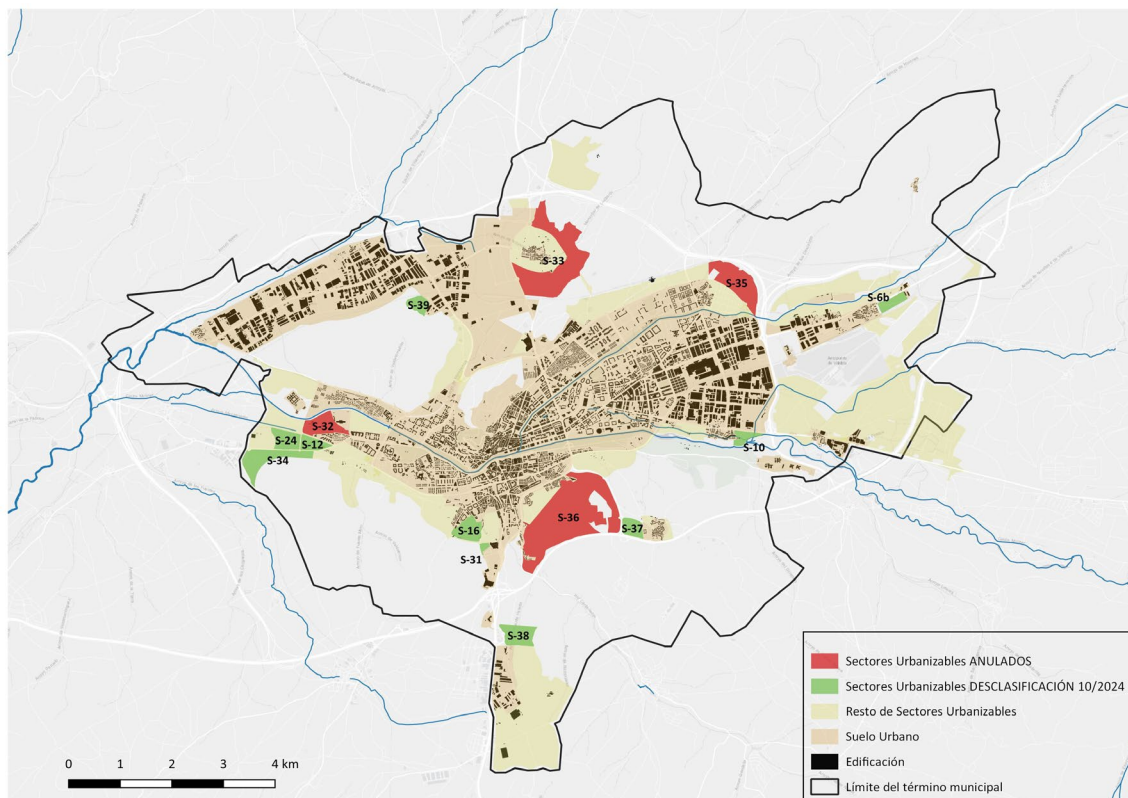 S-33
S-35
S-6b
S-39
S-32
S-24
S-12
S-34
S-10
S-36
S-37
S-16
S-31
S-38
Sectores Urbanizables ANULADOS
Sectores Urbanizables DESCLASIFICACIÓN 10/2024
Resto de Sectores Urbanizables
Suelo Urbano
Edificación
Límite del término municipal
0 1 2 3 4 km